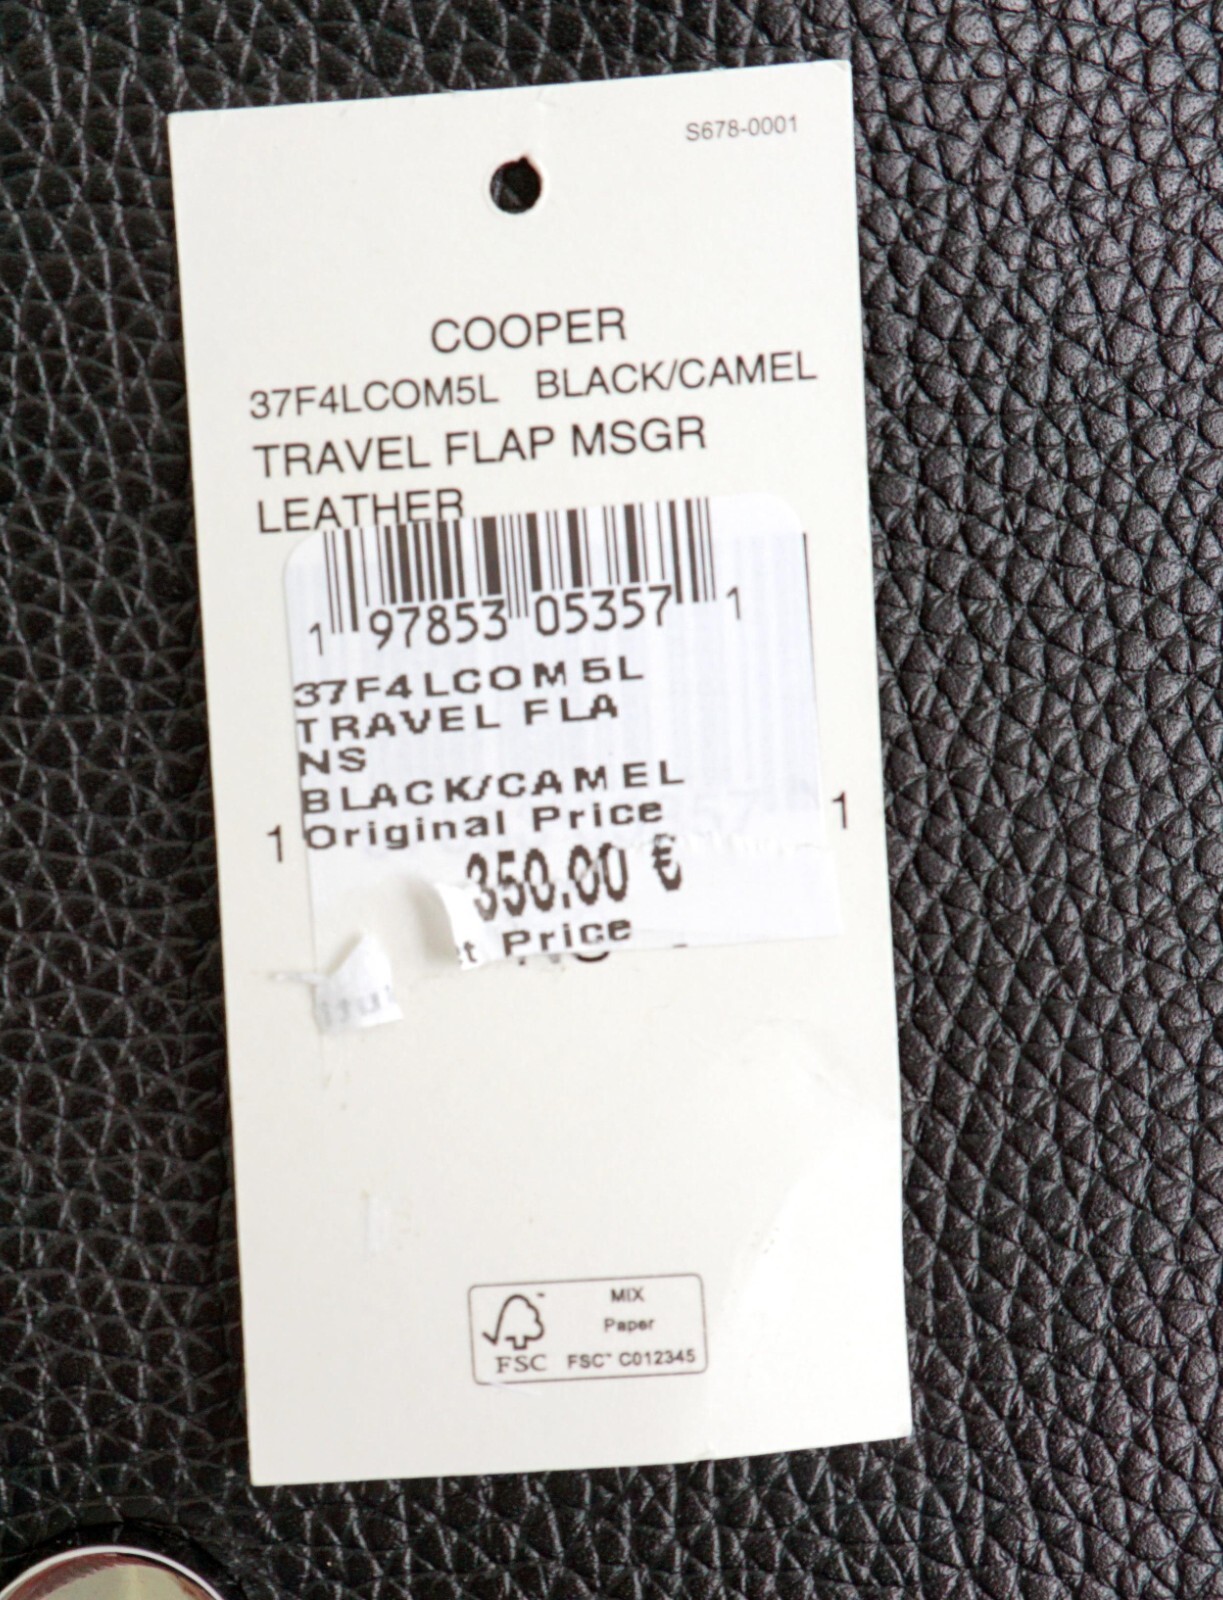 S678-0001
COOPER
37F4LCOM5L BLACK/CAMEL
TRAVEL FLAP MSGR
LEATHER
1 97853 05357 1
37F4LCOM5L
TRAVEL FLA
NS
BLACK/CAMEL
Original Price
1 1
350.00 €
Price
MIX
Paper
FSC FSC™ C012345